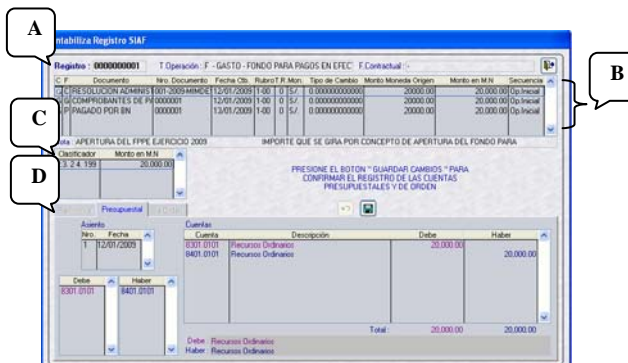 A
ntabiliza Registro SIAF
Registro : 0000000001 T.Operación : F - GASTO - FONDO PARA PAGOS EN EFEC F.Contractual : -
B
C F Documento Nro. Documento Fecha Ctb. Rubro T.R. Mon. Tipo de Cambio Monto Moneda Origen Monto en M.N Secuencia
C RESOLUCION ADMINIST 001-2009-MIMDE 12/01/2009 1-00 0 S/. 0.000000000000 20000.00 20,000.00 Op.Inicial
G COMPROBANTES DE PA 0000001 12/01/2009 1-00 0 S/. 0.000000000000 20000.00 20,000.00 Op.Inicial
P PAGADO POR BN 0000001 13/01/2009 1-00 0 S/. 0.000000000000 20000.00 20,000.00 Op.Inicial
C
ota : APERTURA DEL FPPE EJERCICIO 2009 IMPORTE QUE SE GIRA POR CONCEPTO DE APERTURA DEL FONDO PARA
Clasificador Monto en M.N
3. 2 4. 199 20,000.00
PRESIONE EL BOTON " GUARDAR CAMBIOS " PARA
CONFIRMAR EL REGISTRO DE LAS CUENTAS
PRESUPUESTALES Y DE ORDEN
D
Presupuestal
Asiento
Nro. Fecha
1 12/01/2009
Cuentas
Cuenta Descripción Debe Haber
8301.0101 Recursos Ordinarios 20,000.00
8401.0101 Recursos Ordinarios 20,000.00
Debe Haber
8301.0101 8401.0101
Total : 20,000.00 20,000.00
Debe : Recursos Ordinarios
Haber : Recursos Ordinarios